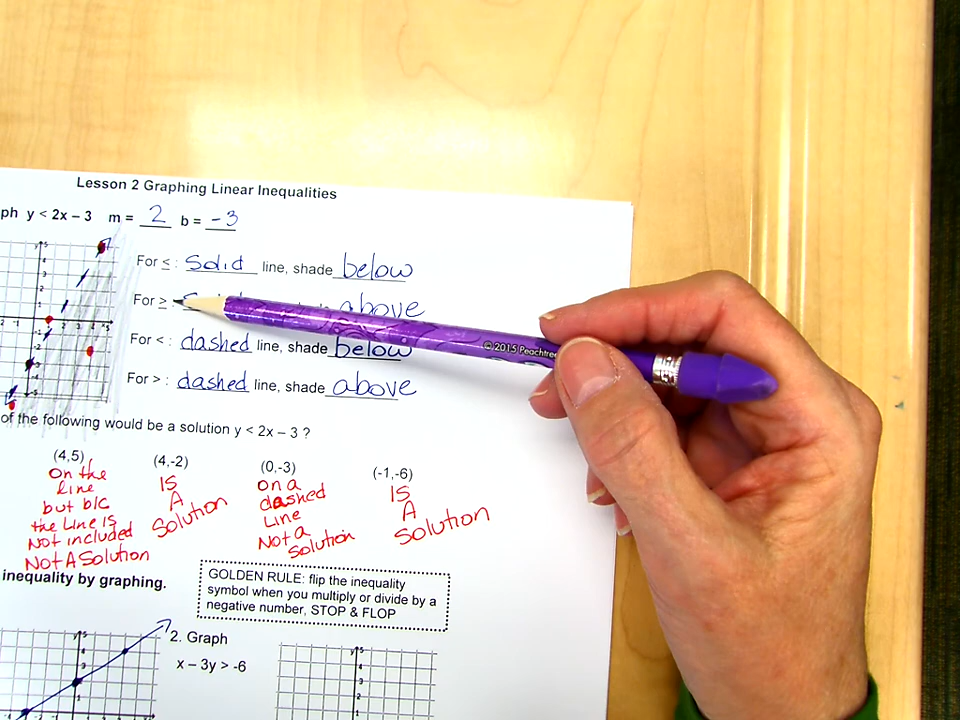 Lesson 2 Graphing Linear Inequalities
ph y < 2x – 3 m = 2 b = -3
For ≤ : solid line, shade below
For ≥ : above
For < : dashed line, shade below
For > : dashed line, shade above
© 2015 Peachtree
of the following would be a solution y < 2x – 3 ?
(4,5) (4,-2) (0,-3) (-1,-6)
On the line but b/c the Line Is Not included Not A Solution
IS A Solution
on a dashed Line Not a Solution
IS A Solution
inequality by graphing.
GOLDEN RULE: flip the inequality
symbol when you multiply or divide by a
negative number, STOP & FLOP
2. Graph
x – 3y > -6